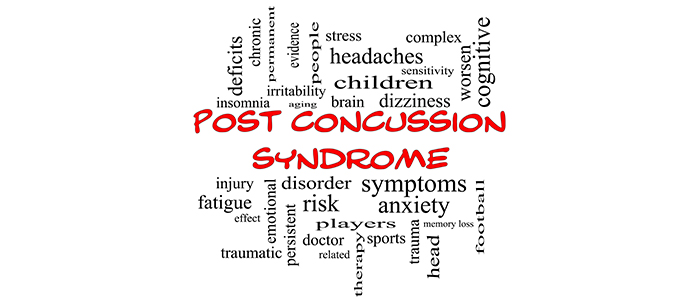 deficits
chronic
permanent
evidence
people
stress
complex
headaches
sensitivity
worsen
cognitive
children
irritability
insomnia
aging
brain
dizziness
POST CONCUSSION
SYNDROME
injury
disorder
symptoms
fatigue
effect
emotional
persistent
risk
anxiety
players
memory loss
football
traumatic
doctor
related
therapy
sports
trauma
head